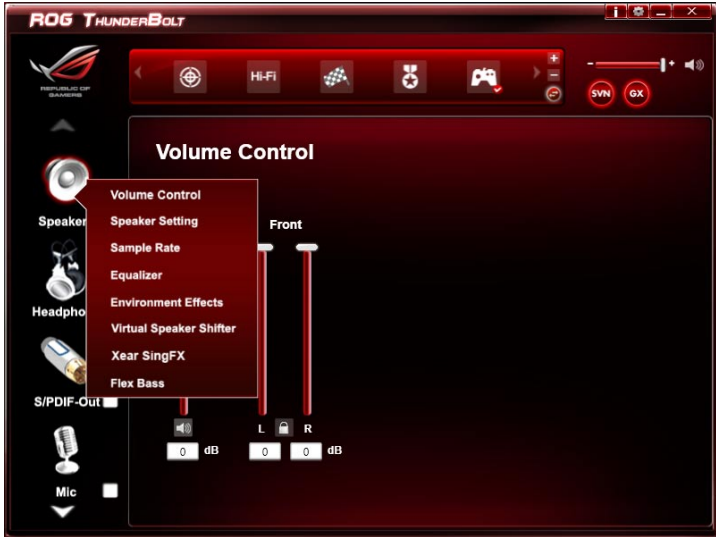 ROG THUNDERBOLT
i
REPUBLIC OF
GAMERS
Hi-Fi
SVN
GX
Volume Control
Speaker
Volume Control
Speaker Setting
Sample Rate
Equalizer
Environment Effects
Virtual Speaker Shifter
Xear SingFX
Flex Bass
Front
Headpho
S/PDIF-Out
L
R
0 dB
0
0 dB
Mic